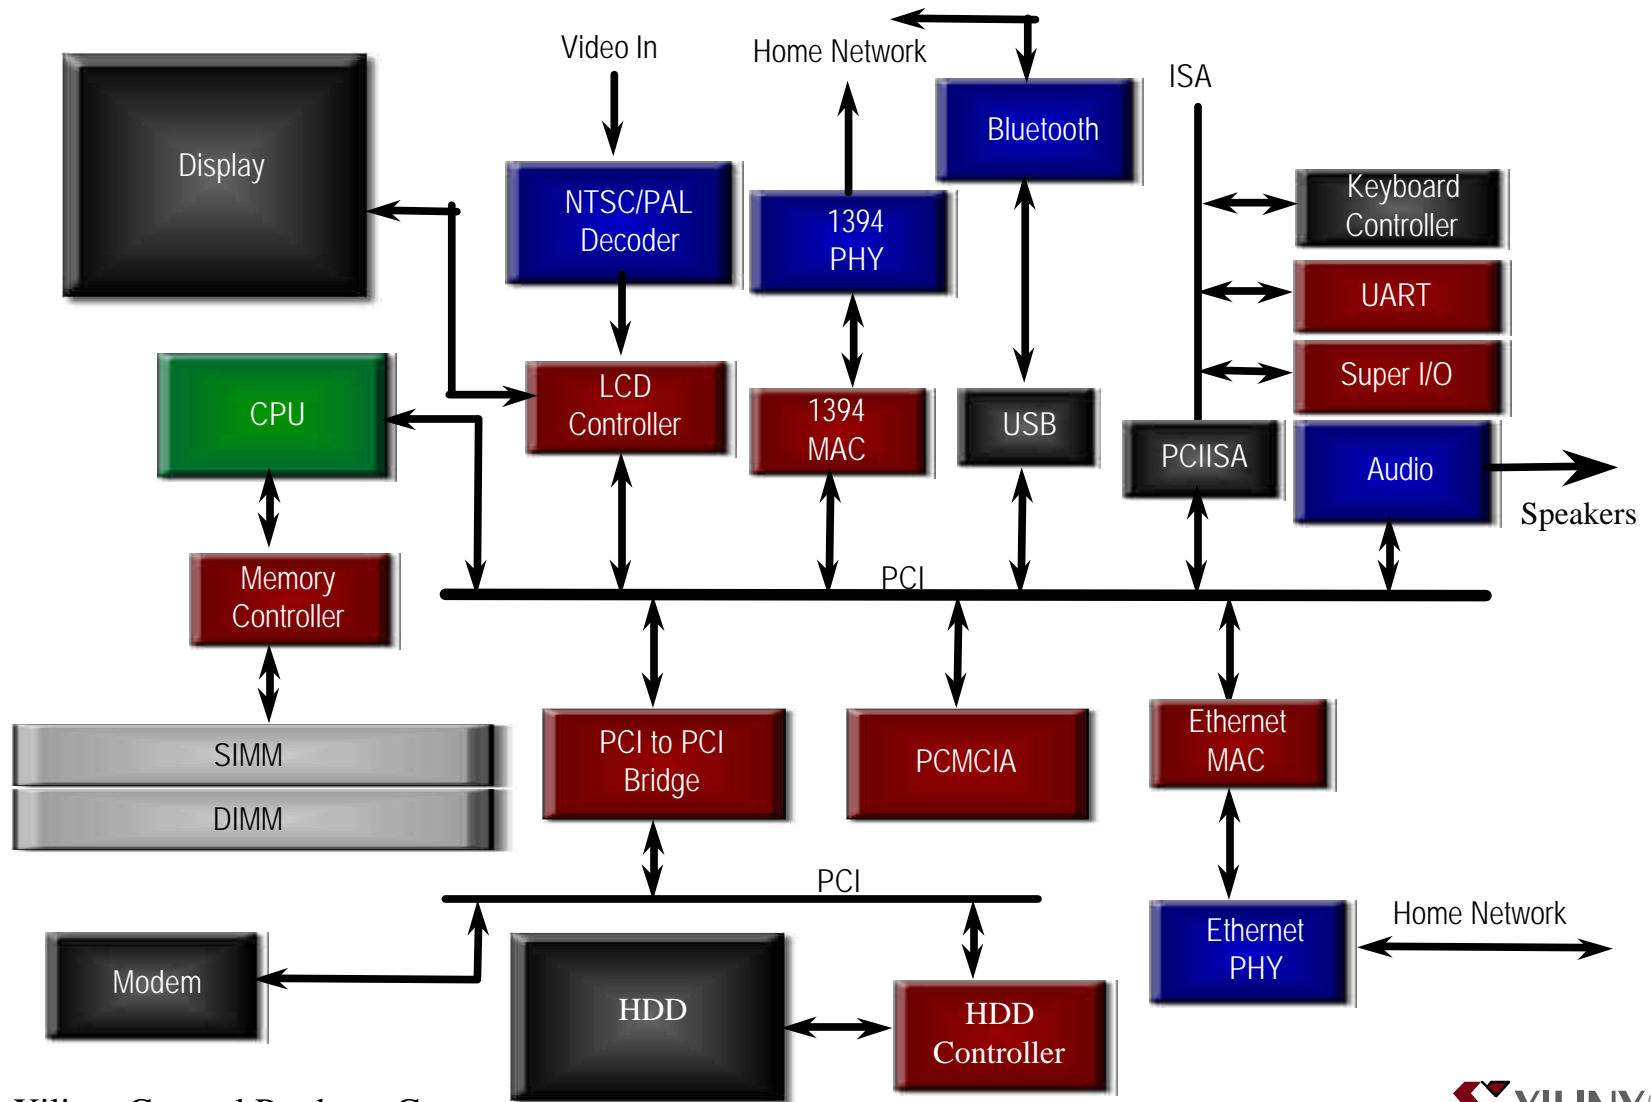 Video In
Home Network
ISA
Display
NTSC/PAL
Decoder
1394
PHY
Bluetooth
Keyboard
Controller
UART
Super I/O
CPU
LCD
Controller
1394
MAC
USB
PCIISA
Audio
Speakers
PCI
Memory
Controller
SIMM
DIMM
PCI to PCI
Bridge
PCMCIA
Ethernet
MAC
PCI
Modem
HDD
HDD
Controller
Ethernet
PHY
Home Network